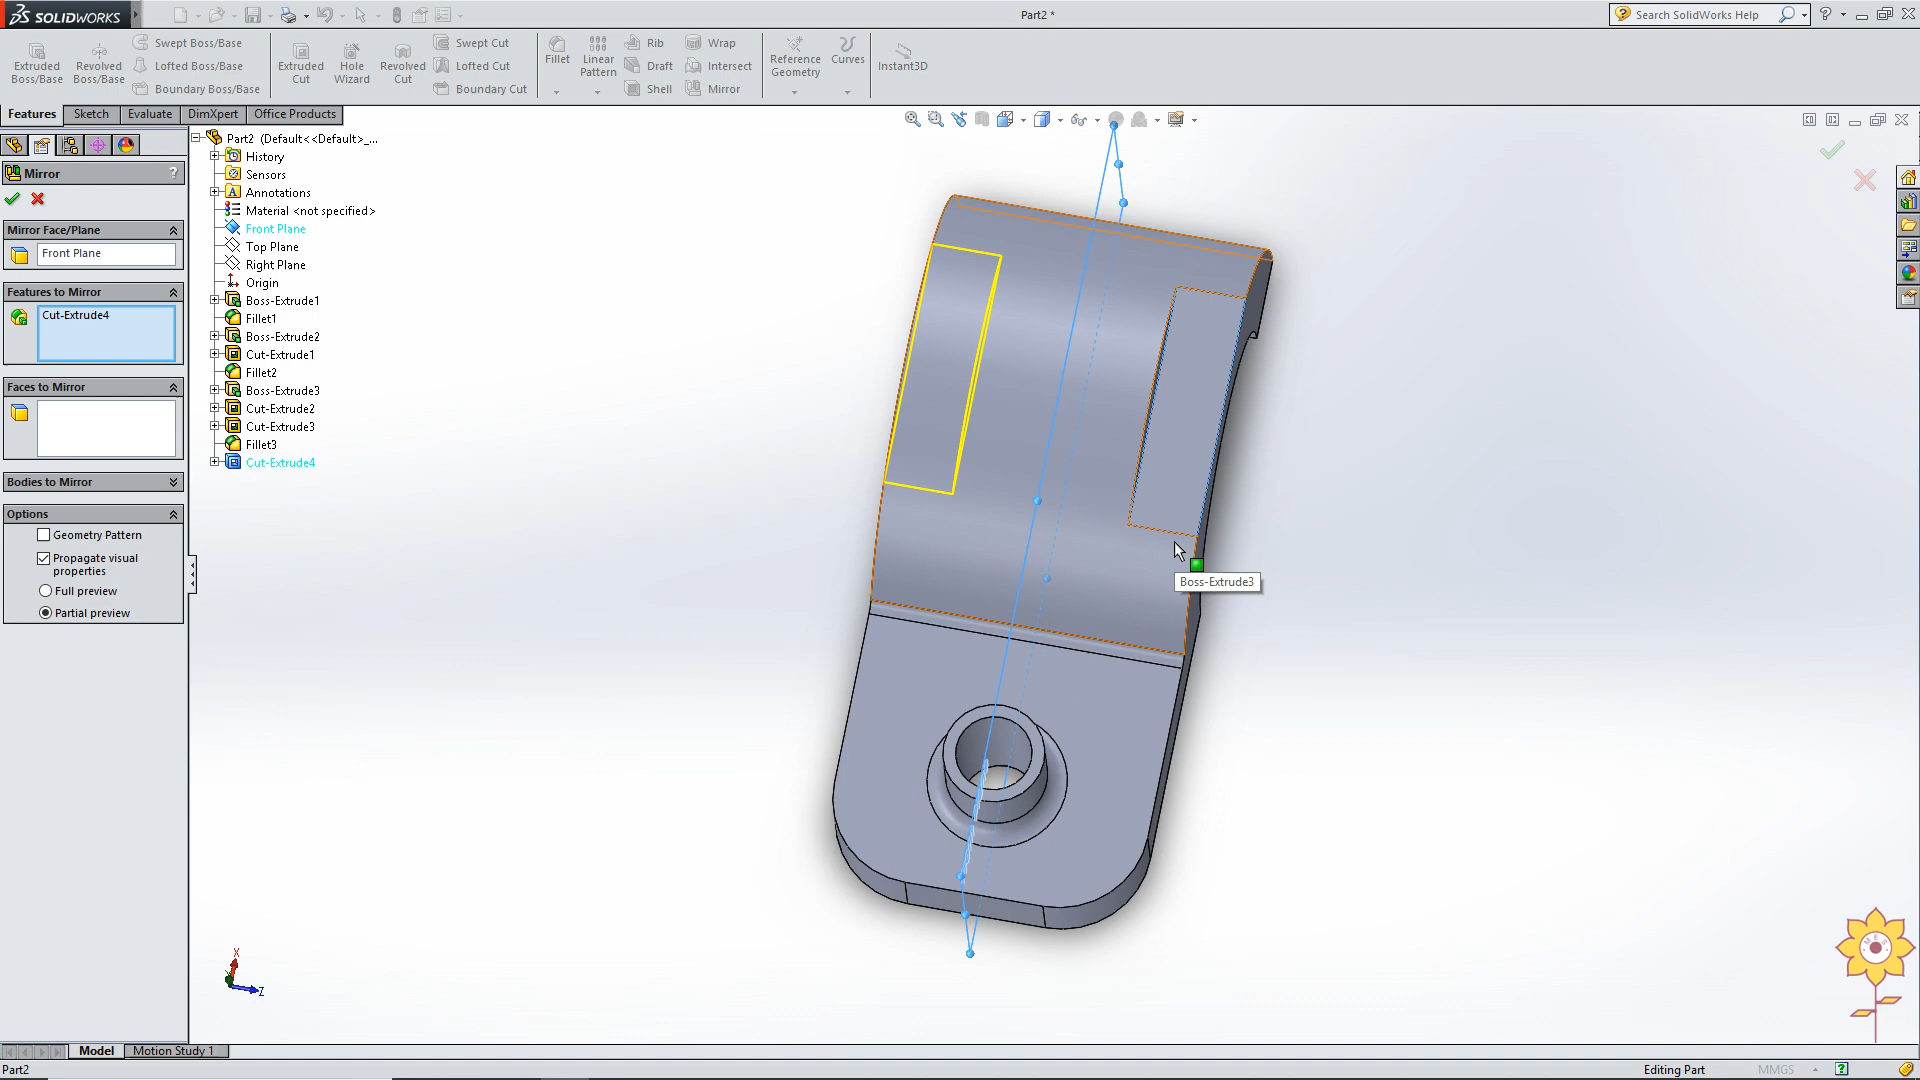 SOLIDWORKS
Part2 *
Search SolidWorks Help
Extruded Boss/Base
Revolved Boss/Base
Swept Boss/Base
Lofted Boss/Base
Boundary Boss/Base
Extruded Cut
Hole Wizard
Revolved Cut
Swept Cut
Lofted Cut
Boundary Cut
Fillet
Linear Pattern
Rib
Draft
Shell
Wrap
Intersect
Mirror
Reference Geometry
Curves
Instant3D
Features
Sketch
Evaluate
DimXpert
Office Products
Mirror
?
Mirror Face/Plane
Front Plane
Features to Mirror
Cut-Extrude4
Faces to Mirror
Bodies to Mirror
Options
Geometry Pattern
Propagate visual
properties
Full preview
Partial preview
Part2 (Default<<Default>_...
History
Sensors
Annotations
Material <not specified>
Front Plane
Top Plane
Right Plane
Origin
Boss-Extrude1
Fillet1
Boss-Extrude2
Cut-Extrude1
Fillet2
Boss-Extrude3
Cut-Extrude2
Cut-Extrude3
Fillet3
Cut-Extrude4
Boss-Extrude3
X
Z
MES
Model
Motion Study 1
Part2
Editing Part
MMGS